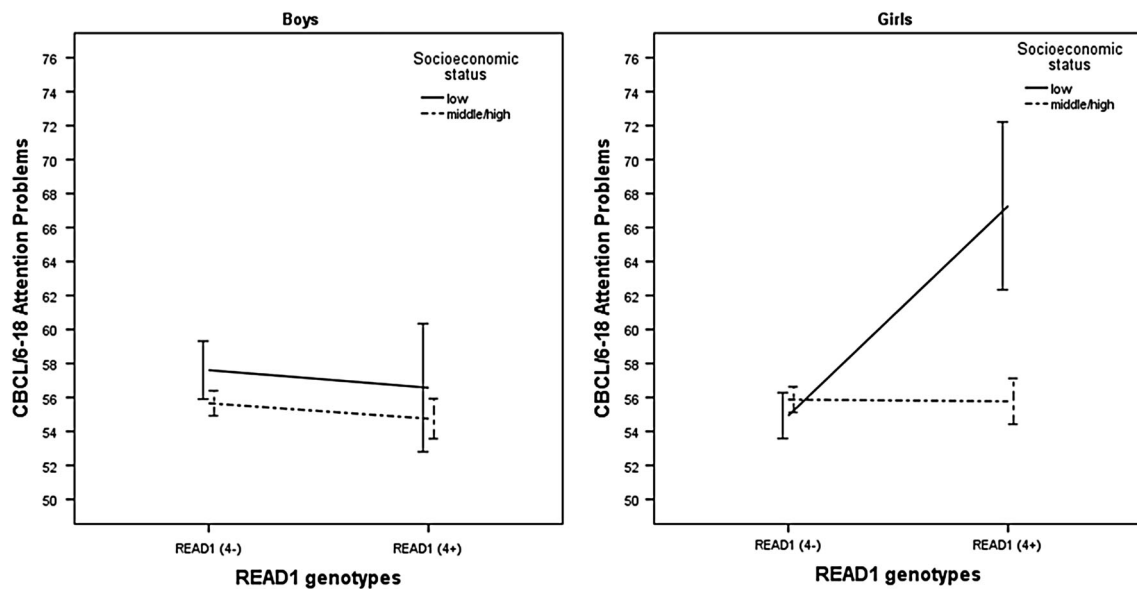 Boys
Socioeconomic
status
low
middle/high
CBCL/6-18 Attention Problems
76
74
72
70
68
66
64
62
60
58
56
54
52
50
READ1 (4-)
READ1 (4+)
READ1 genotypes
Girls
Socioeconomic
status
low
middle/high
CBCL/6-18 Attention Problems
76
74
72
70
68
66
64
62
60
58
56
54
52
50
READ1 (4-)
READ1 (4+)
READ1 genotypes